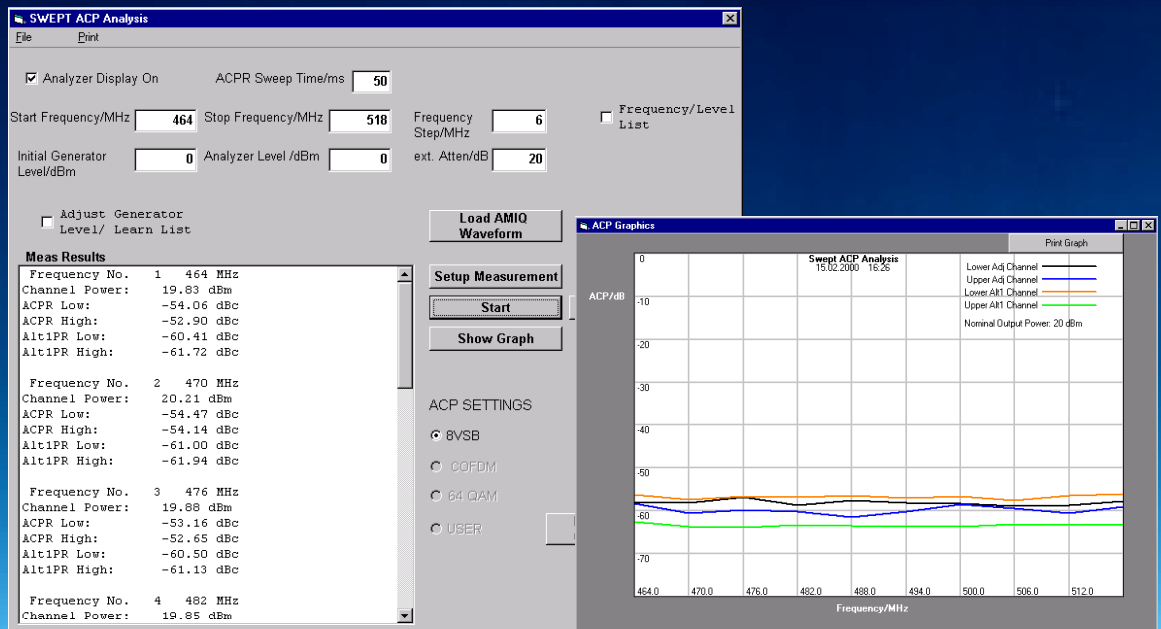 SWEPT ACP Analysis
File Print
Analyzer Display On
ACPR Sweep Time/ms 50
Start Frequency/MHz 464
Stop Frequency/MHz 518
Frequency
Step/MHz 6
Frequency/Level
List
Initial Generator
Level/dBm 0
Analyzer Level /dBm 0
ext. Atten/dB 20
Adjust Generator
Level/ Learn List
Load AMIQ
Waveform
Meas Results
Frequency No. 1 464 MHz
Channel Power: 19.83 dBm
ACPR Low: -54.06 dBc
ACPR High: -52.90 dBc
Alt1PR Low: -60.41 dBc
Alt1PR High: -61.72 dBc
Frequency No. 2 470 MHz
Channel Power: 20.21 dBm
ACPR Low: -54.47 dBc
ACPR High: -54.14 dBc
Alt1PR Low: -61.00 dBc
Alt1PR High: -61.94 dBc
Frequency No. 3 476 MHz
Channel Power: 19.88 dBm
ACPR Low: -53.16 dBc
ACPR High: -52.65 dBc
Alt1PR Low: -60.50 dBc
Alt1PR High: -61.13 dBc
Frequency No. 4 482 MHz
Channel Power: 19.85 dBm
Setup Measurement
Start
Show Graph
ACP SETTINGS
8VSB
COFDM
64 QAM
USER
ACP Graphics
Print Graph
Swept ACP Analysis
15.02.2000 16:26
Lower Adj Channel
Upper Adj Channel
Lower Alt1 Channel
Upper Alt1 Channel
Nominal Output Power: 20 dBm
ACP/dB
0
-10
-20
-30
-40
-50
-60
-70
464.0 470.0 476.0 482.0 488.0 494.0 500.0 506.0 512.0
Frequency/MHz